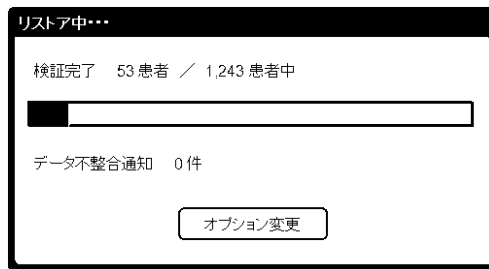 リストア中･･･
検証完了 53 患者 ／ 1,243 患者中
データ不整合通知 0 件
オプション変更